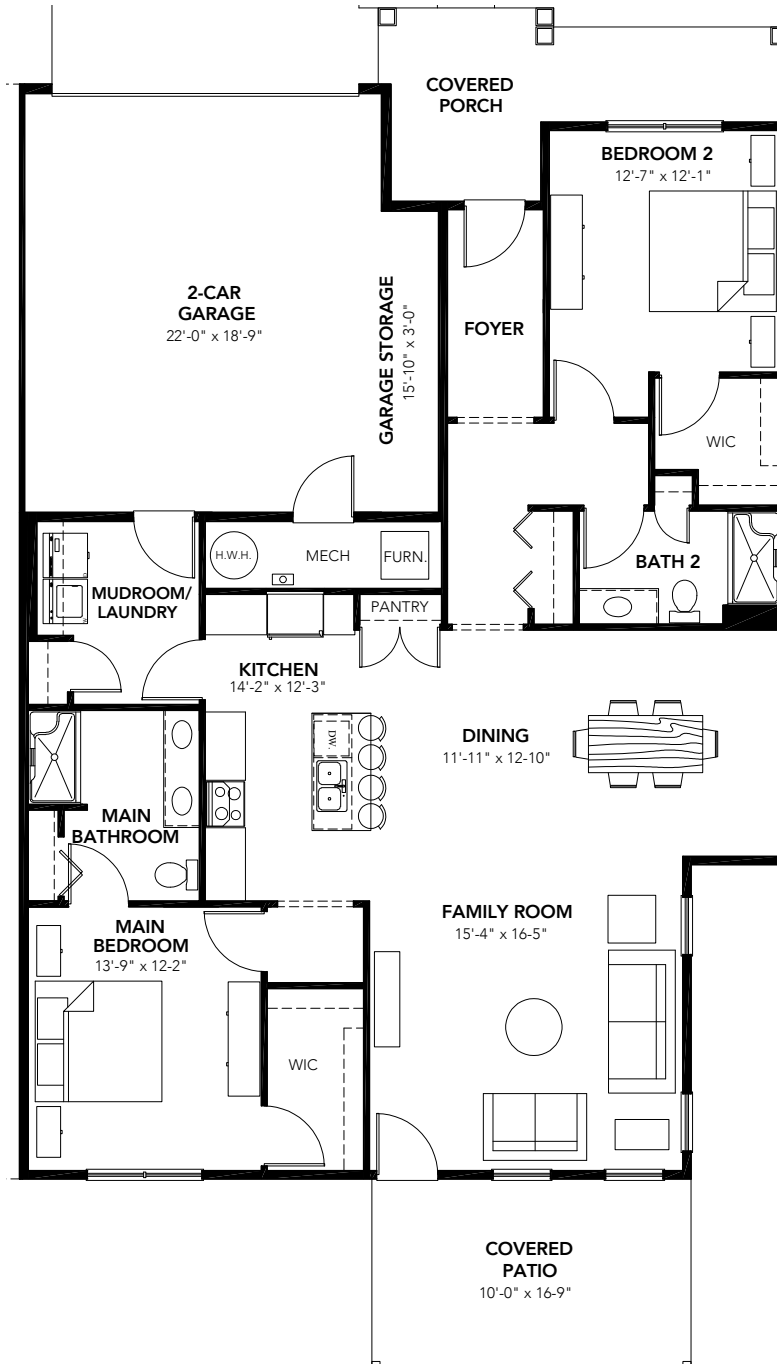 COVERED
PORCH
BEDROOM 2
12'-7" x 12'-1"
2-CAR
GARAGE
22'-0" x 18'-9"
GARAGE STORAGE
15'-10" x 3'-0"
FOYER
WIC
H.W.H.
MECH
FURN.
BATH 2
MUDROOM/
LAUNDRY
PANTRY
KITCHEN
14'-2" x 12'-3"
DW.
DINING
11'-11" x 12-10"
MAIN
BATHROOM
MAIN
BEDROOM
13'-9" x 12-2"
FAMILY ROOM
15'-4" x 16-5"
WIC
COVERED
PATIO
10'-0" x 16-9"